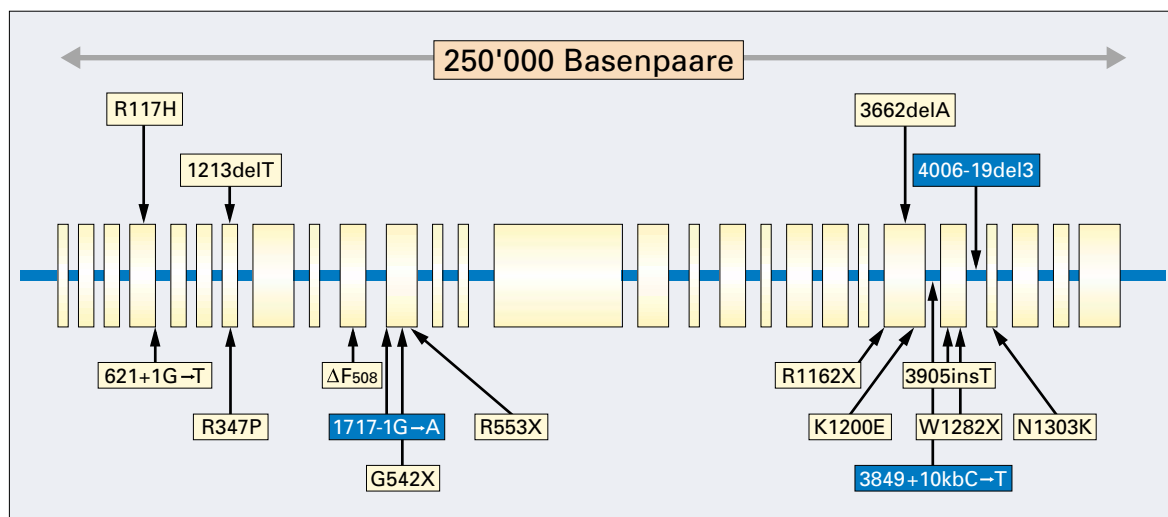 250'000 Basenpaare
R117H
3662delA
1213delT
4006-19del3
621+1G→T
ΔF508
R1162X
3905insT
R347P
1717-1G→A
R553X
K1200E
W1282X
N1303K
G542X
3849+10kbC→T